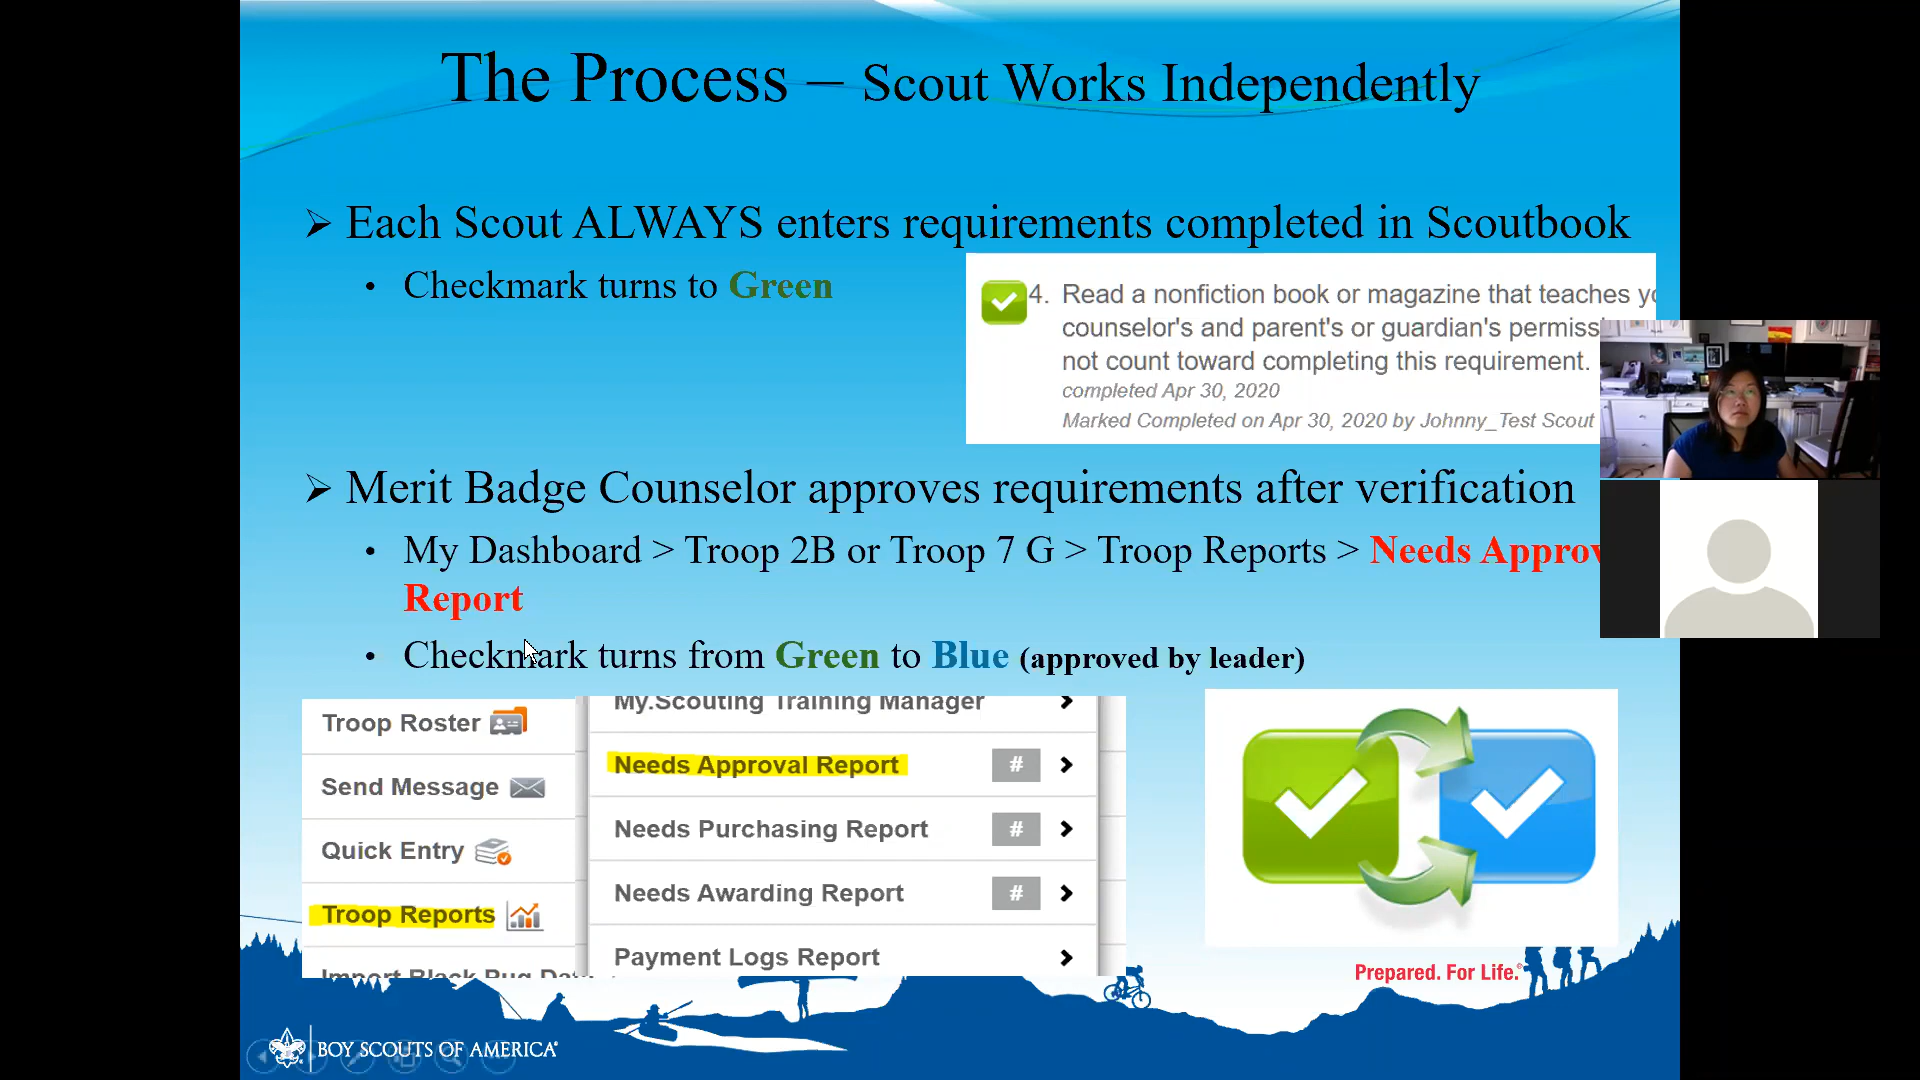 The Process – Scout Works Independently
Each Scout ALWAYS enters requirements completed in Scoutbook
• Checkmark turns to Green
4. Read a nonfiction book or magazine that teaches
counselor's and parent's or guardian's
not count toward completing this requirement.
completed Apr 30, 2020
Marked Completed on Apr 30, 2020 by Johnny_Test Scout
Merit Badge Counselor approves requirements after verification
• My Dashboard > Troop 2B or Troop 7 G > Troop Reports > Needs
Report
• Checkmark turns from Green to Blue (approved by leader)
Troop Roster
Send Message
Quick Entry
Troop Reports
My.Scouting Training Manager
Needs Approval Report #
Needs Purchasing Report #
Needs Awarding Report #
Payment Logs Report
Prepared. For Life.®
BOY SCOUTS OF AMERICA®